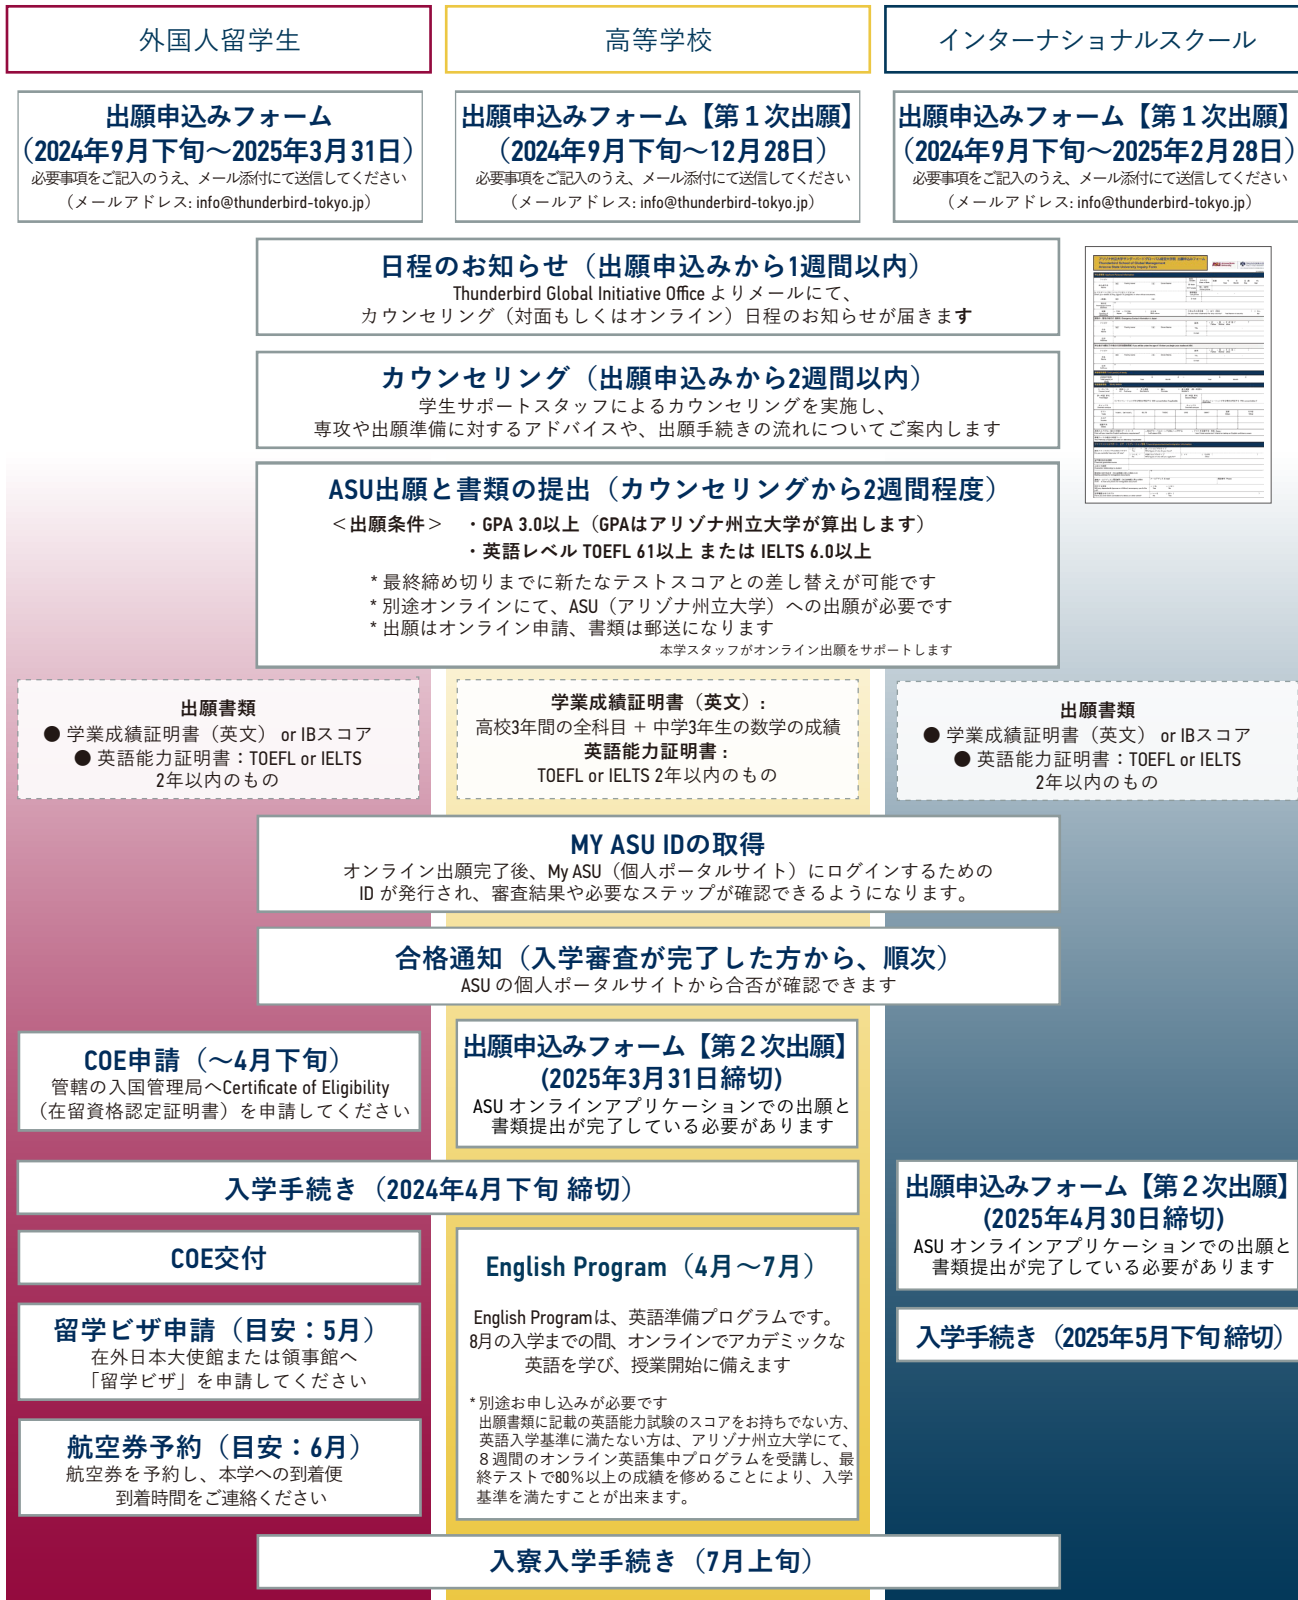 外国人留学生
高等学校
インターナショナルスクール
出願申込みフォーム
（2024年9月下旬〜2025年3月31日）
必要事項をご記入のうえ、メール添付にて送信してください
（メールアドレス: info@thunderbird-tokyo.jp）
出願申込みフォーム【第１次出願】
（2024年9月下旬〜12月28日）
必要事項をご記入のうえ、メール添付にて送信してください
（メールアドレス: info@thunderbird-tokyo.jp）
出願申込みフォーム【第１次出願】
（2024年9月下旬〜2025年2月28日）
必要事項をご記入のうえ、メール添付にて送信してください
（メールアドレス: info@thunderbird-tokyo.jp）
日程のお知らせ（出願申込みから1週間以内）
Thunderbird Global Initiative Office よりメールにて、
カウンセリング（対面もしくはオンライン）日程のお知らせが届きます
カウンセリング（出願申込みから2週間以内）
学生サポートスタッフによるカウンセリングを実施し、
専攻や出願準備に対するアドバイスや、出願手続きの流れについてご案内します
ASU出願と書類の提出（カウンセリングから2週間程度）
＜出願条件＞ ・GPA 3.0以上（GPAはアリゾナ州立大学が算出します）
・英語レベル TOEFL 61以上 または IELTS 6.0以上
* 最終締め切りまでに新たなテストスコアとの差し替えが可能です
* 別途オンラインにて、ASU（アリゾナ州立大学）への出願が必要です
* 出願はオンライン申請、書類は郵送になります
本学スタッフがオンライン出願をサポートします
出願書類
● 学業成績証明書（英文） or IBスコア
● 英語能力証明書：TOEFL or IELTS
2年以内のもの
学業成績証明書（英文）:
高校3年間の全科目 + 中学3年生の数学の成績
英語能力証明書 :
TOEFL or IELTS 2年以内のもの
出願書類
● 学業成績証明書（英文） or IBスコア
● 英語能力証明書：TOEFL or IELTS
2年以内のもの
MY ASU IDの取得
オンライン出願完了後、My ASU（個人ポータルサイト）にログインするための
ID が発行され、審査結果や必要なステップが確認できるようになります。
合格通知（入学審査が完了した方から、順次）
ASU の個人ポータルサイトから合否が確認できます
COE申請（〜4月下旬）
管轄の入国管理局へCertificate of Eligibility
（在留資格認定証明書）を申請してください
出願申込みフォーム【第２次出願】
(2025年3月31日締切)
ASU オンラインアプリケーションでの出願と
書類提出が完了している必要があります
入学手続き（2024年4月下旬 締切）
出願申込みフォーム【第２次出願】
(2025年4月30日締切)
ASU オンラインアプリケーションでの出願と
書類提出が完了している必要があります
COE交付
English Program（4月〜7月）
English Programは、英語準備プログラムです。
8月の入学までの間、オンラインでアカデミックな
英語を学び、授業開始に備えます
* 別途お申し込みが必要です
出願書類に記載の英語能力試験のスコアをお持ちでない方、
英語入学基準に満たない方は、アリゾナ州立大学にて、
８週間のオンライン英語集中プログラムを受講し、最
終テストで80％以上の成績を修めることにより、入学
基準を満たすことが出来ます。
留学ビザ申請（目安：5月）
在外日本大使館または領事館へ
「留学ビザ」を申請してください
入学手続き（2025年5月下旬 締切）
航空券予約（目安：6月）
航空券を予約し、本学への到着便
到着時間をご連絡ください
入寮入学手続き（7月上旬）